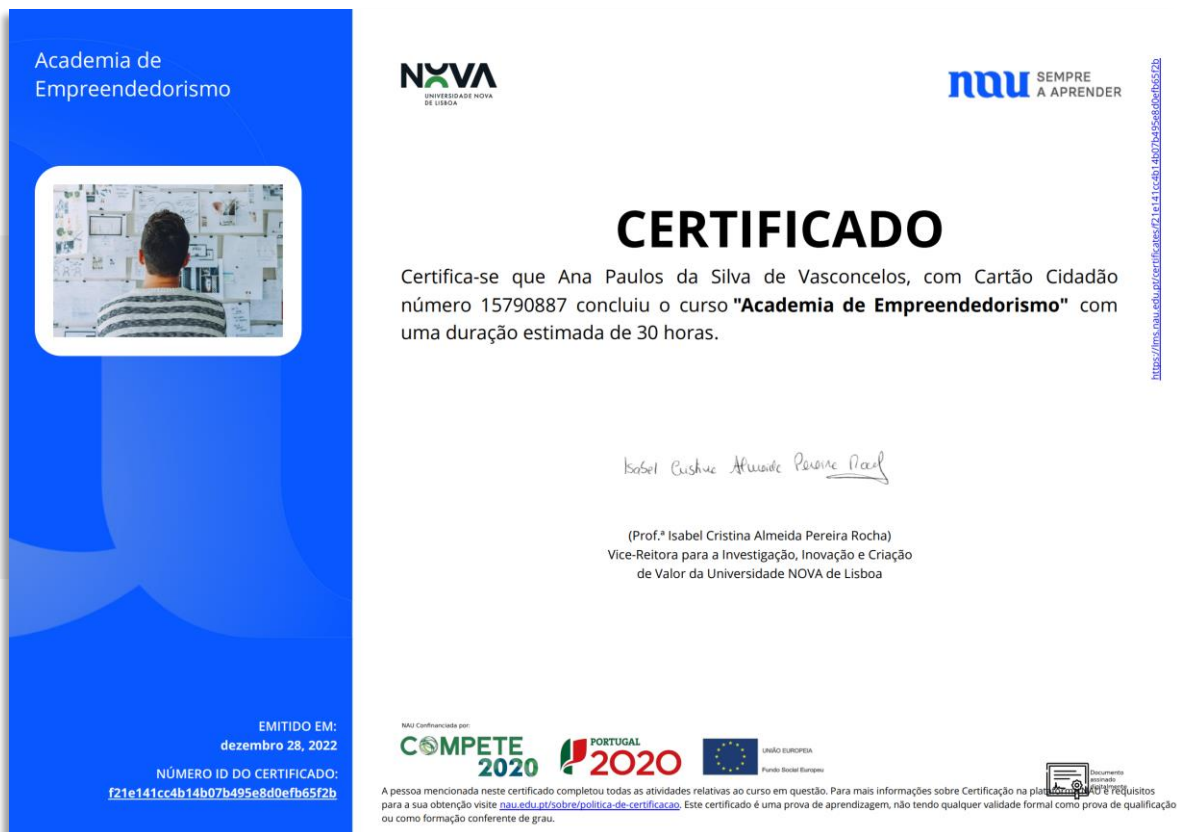 Academia de
Empreendedorismo
NOVA
UNIVERSIDADE NOVA
DE LISBOA
nau SEMPRE
A APRENDER
https://lms.nau.edu.pt/certificates/f21e141cc4b14b07b495e8d0efb65f2b
CERTIFICADO
Certifica-se que Ana Paulos da Silva de Vasconcelos, com Cartão Cidadão
número 15790887 concluiu o curso "Academia de Empreendedorismo" com
uma duração estimada de 30 horas.
Isabel Cristina Almeida Pereira
(Prof.ª Isabel Cristina Almeida Pereira Rocha)
Vice-Reitora para a Investigação, Inovação e Criação
de Valor da Universidade NOVA de Lisboa
EMITIDO EM:
dezembro 28, 2022
NÚMERO ID DO CERTIFICADO:
f21e141cc4b14b07b495e8d0efb65f2b
NAU Confinanciada por:
COMPETE
2020
PORTUGAL
2020
UNIÃO EUROPEIA
Fundo Social Europeu
Documento
assinado
digitalmente
A pessoa mencionada neste certificado completou todas as atividades relativas ao curso em questão. Para mais informações sobre Certificação na plataforma NAU e requisitos
para a sua obtenção visite nau.edu.pt/sobre/politica-de-certificacao. Este certificado é uma prova de aprendizagem, não tendo qualquer validade formal como prova de qualificação
ou como formação conferente de grau.